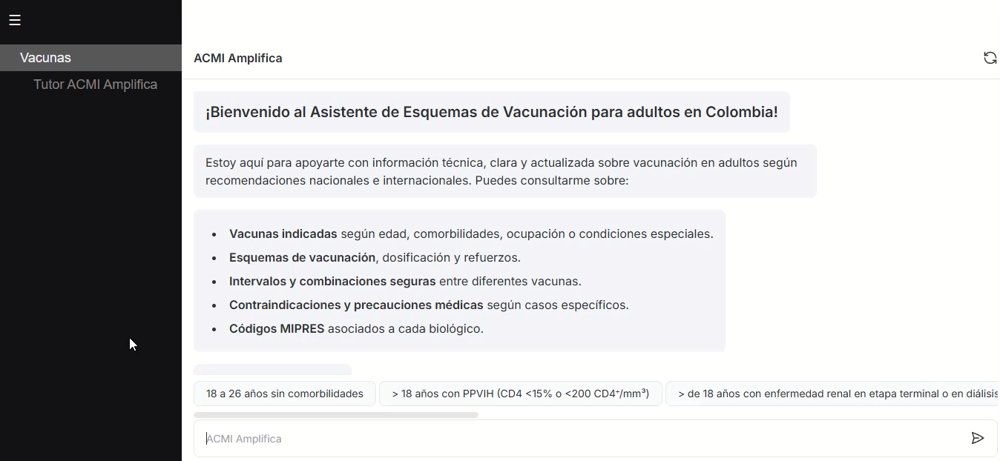 Vacunas
Tutor ACMI Amplifica
ACMI Amplifica
¡Bienvenido al Asistente de Esquemas de Vacunación para adultos en Colombia!
Estoy aquí para apoyarte con información técnica, clara y actualizada sobre vacunación en adultos según
recomendaciones nacionales e internacionales. Puedes consultarme sobre:
• Vacunas indicadas según edad, comorbilidades, ocupación o condiciones especiales.
• Esquemas de vacunación, dosificación y refuerzos.
• Intervalos y combinaciones seguras entre diferentes vacunas.
• Contraindicaciones y precauciones médicas según casos específicos.
• Códigos MIPRES asociados a cada biológico.
18 a 26 años sin comorbilidades
> 18 años con PPVIH (CD4 <15% o <200 CD4⁺/mm³)
> de 18 años con enfermedad renal en etapa terminal o en diálisis
ACMI Amplifica